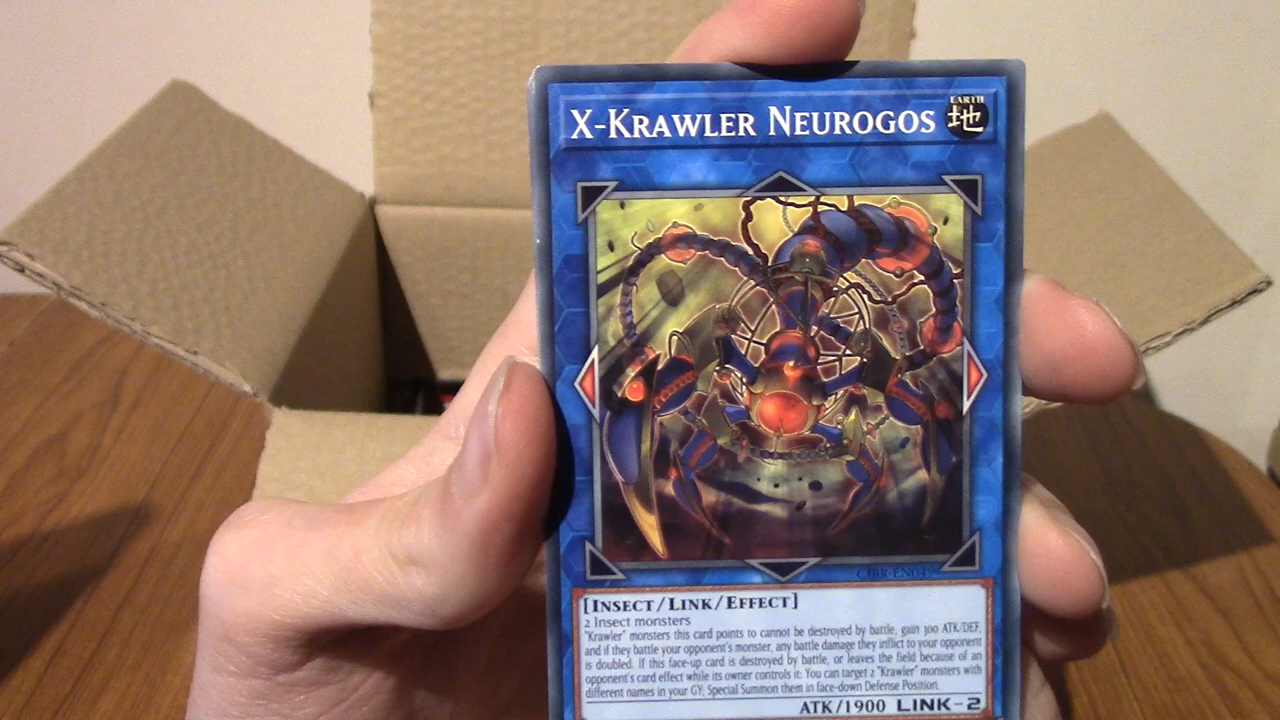 X-KRAWLER NEUROGOS
EARTH
地
[INSECT/LINK/EFFECT]
2 Insect monsters
"Krawler" monsters this card points to cannot be destroyed by battle, gain 300 ATK/DEF,
and if they battle your opponent's monster, any battle damage they inflict to your opponent
is doubled. If this face-up card is destroyed by battle, or leaves the field because of an
opponent's card effect while its owner controls it: You can target 2 "Krawler" monsters with
different names in your GY; Special Summon them in face-down Defense Position.
ATK/1900 LINK-2